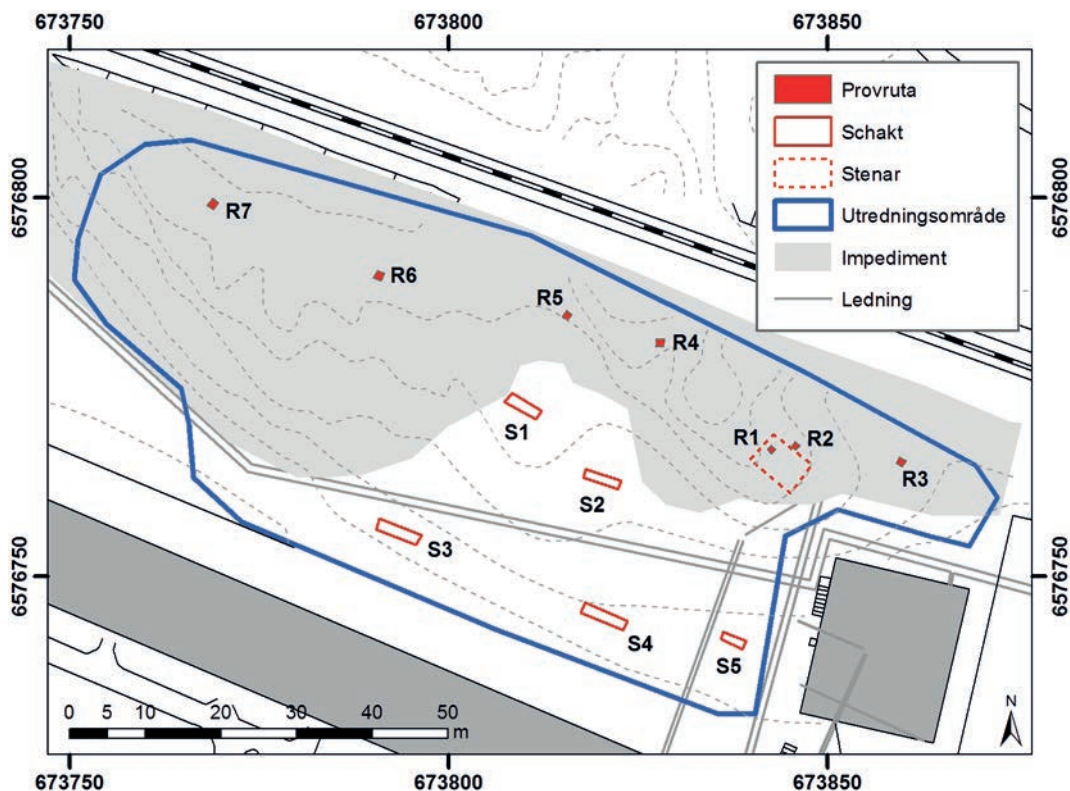 673750 673800 673850
Provruta
Schakt
Stenar
Utredningsområde
Impediment
Ledning
6576800 6576800
R7
R6
R5
R4
S1
R1 R2
R3
S2
S3
6576750 6576750
S4
S5
N
0 5 10 20 30 40 50
m
673750 673800 673850